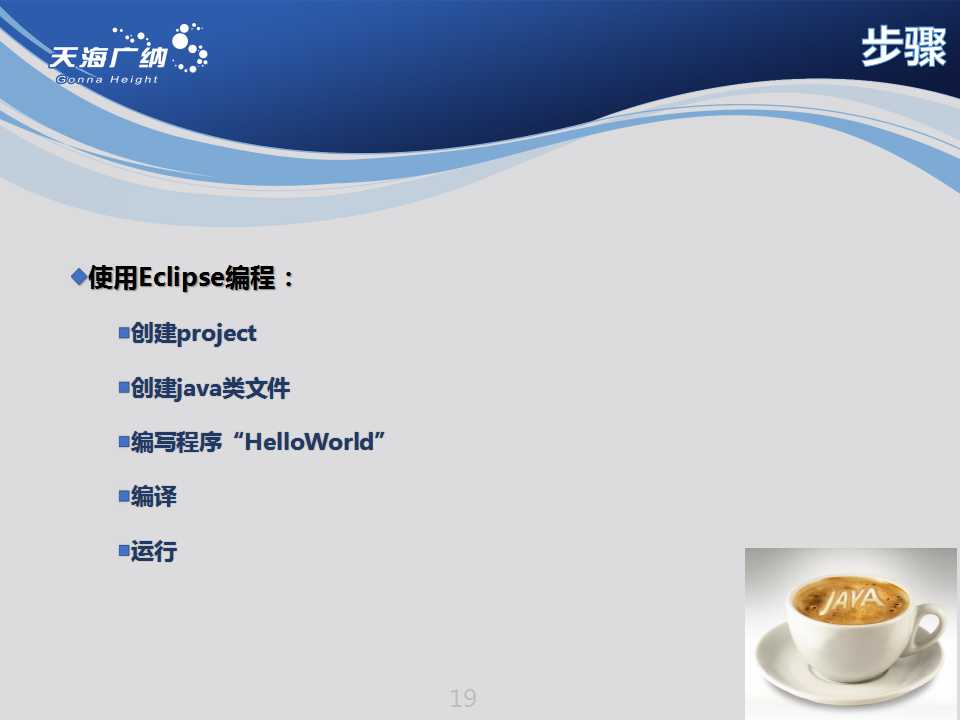 天海广纳
Gonna Height
步骤
使用Eclipse编程：
创建project
创建java类文件
编写程序“HelloWorld”
编译
运行
JAVA
19